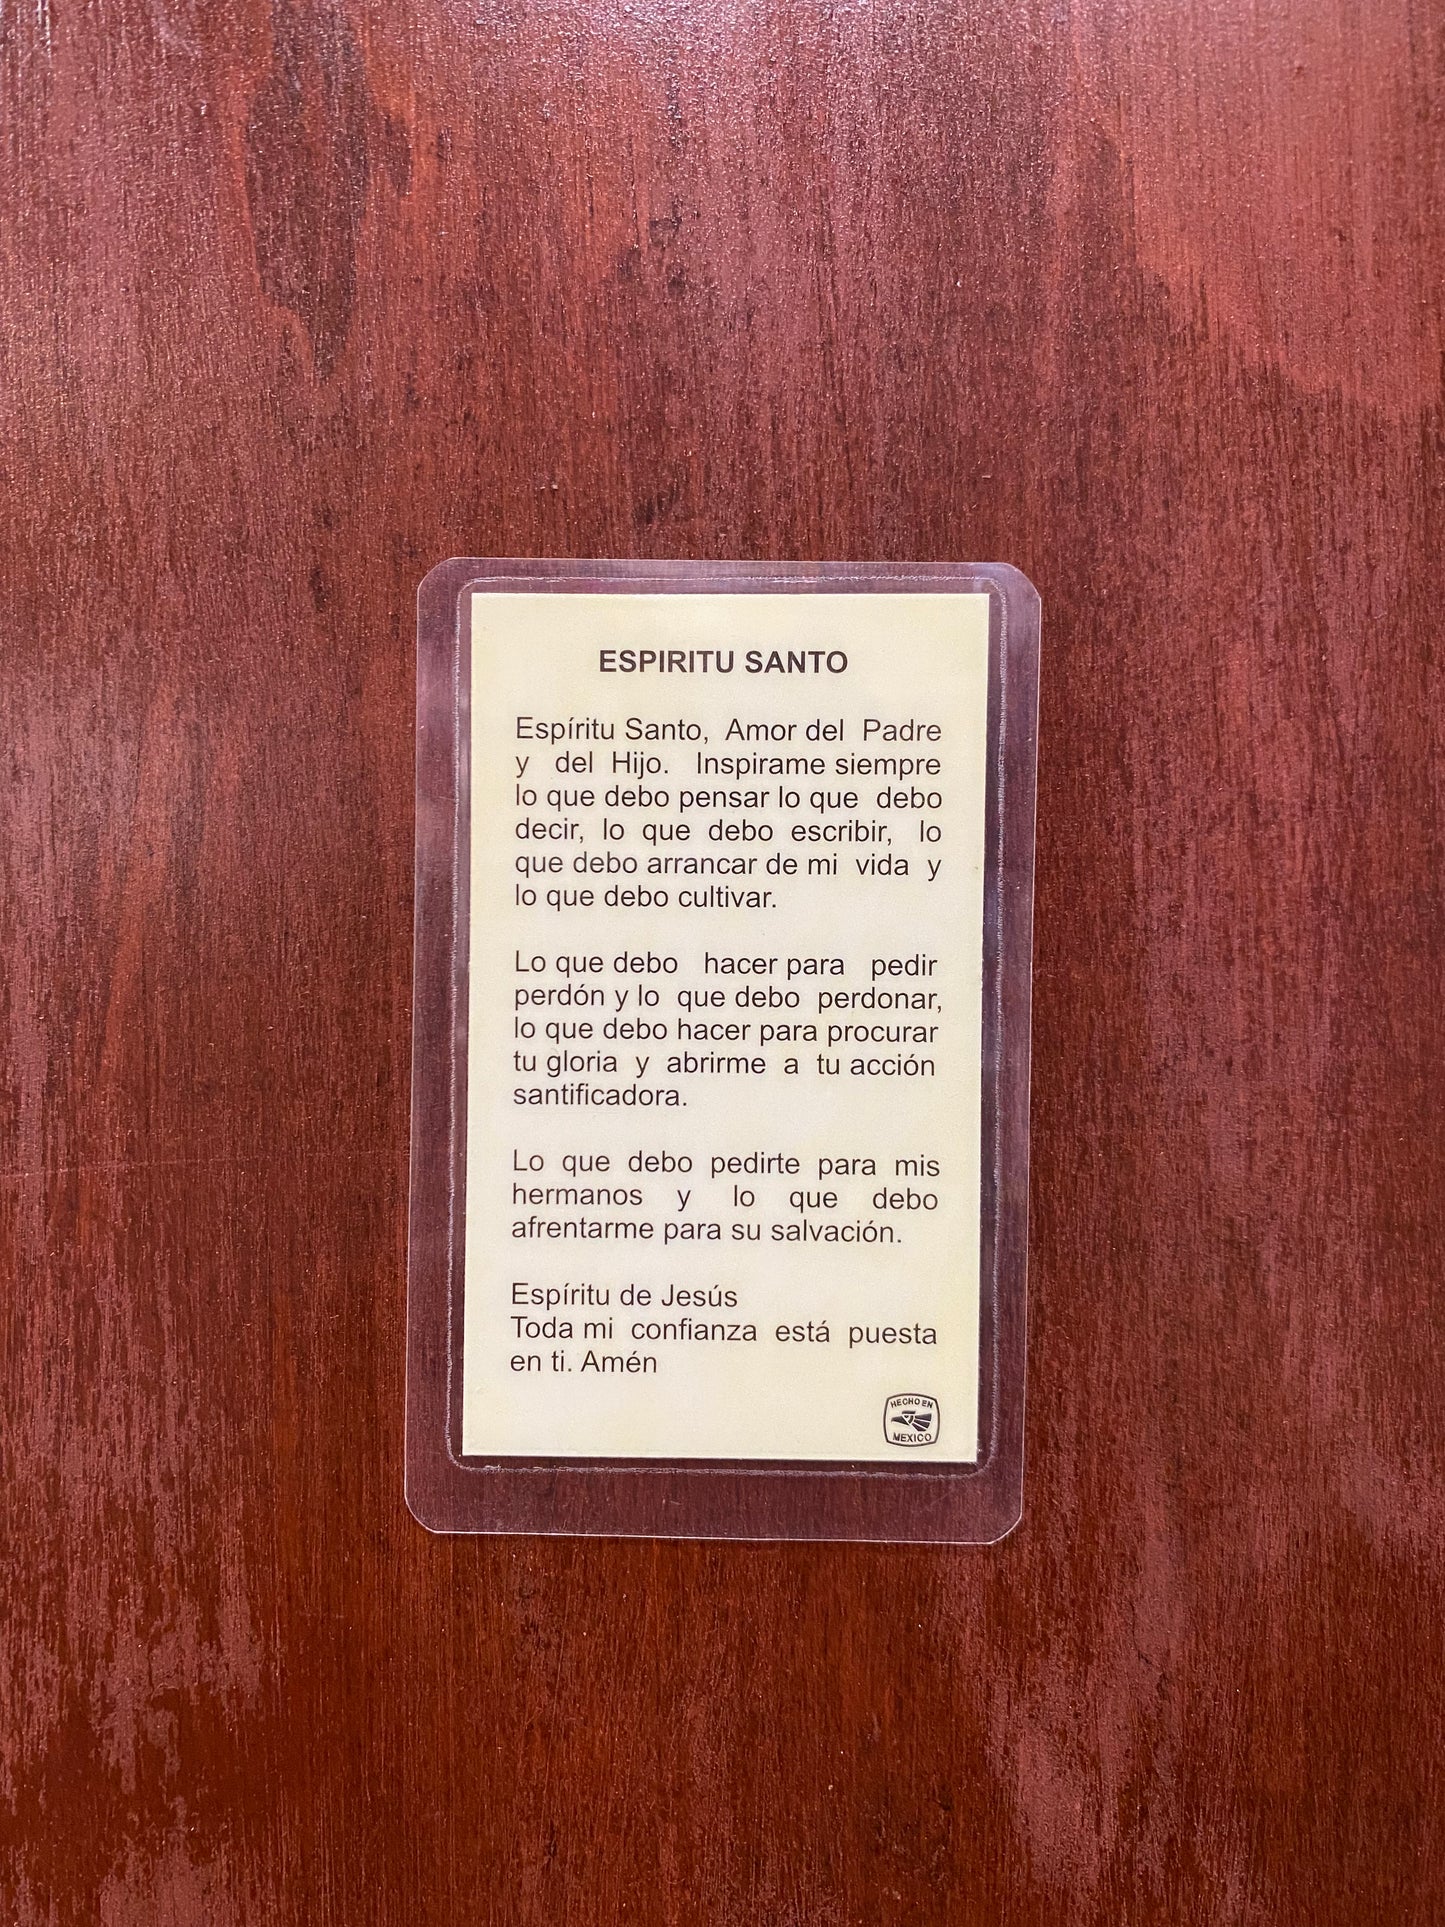 ESPIRITU SANTO
Espíritu Santo, Amor del Padre
y del Hijo. Inspirame siempre
lo que debo pensar lo que debo
decir, lo que debo escribir, lo
que debo arrancar de mi vida y
lo que debo cultivar.
Lo que debo hacer para pedir
perdón y lo que debo perdonar,
lo que debo hacer para procurar
tu gloria y abrirme a tu acción
santificadora.
Lo que debo pedirte para mis
hermanos y lo que debo
afrentarme para su salvación.
Espíritu de Jesús
Toda mi confianza está puesta
en ti. Amén
HECHO EN
MEXICO